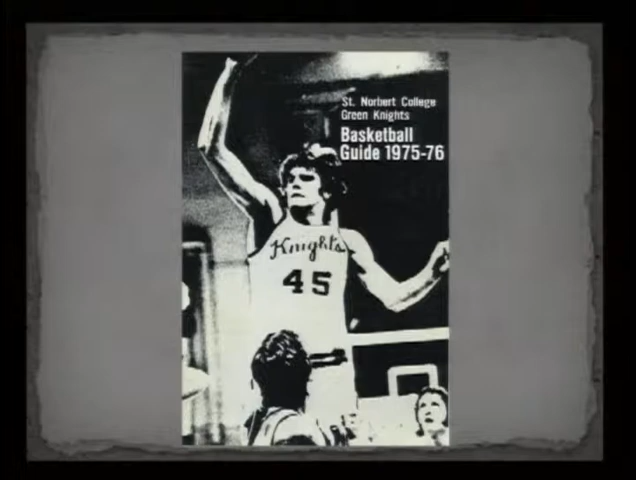 St. Norbert College
Green Knights
Basketball
Guide 1975-76
Knights
45